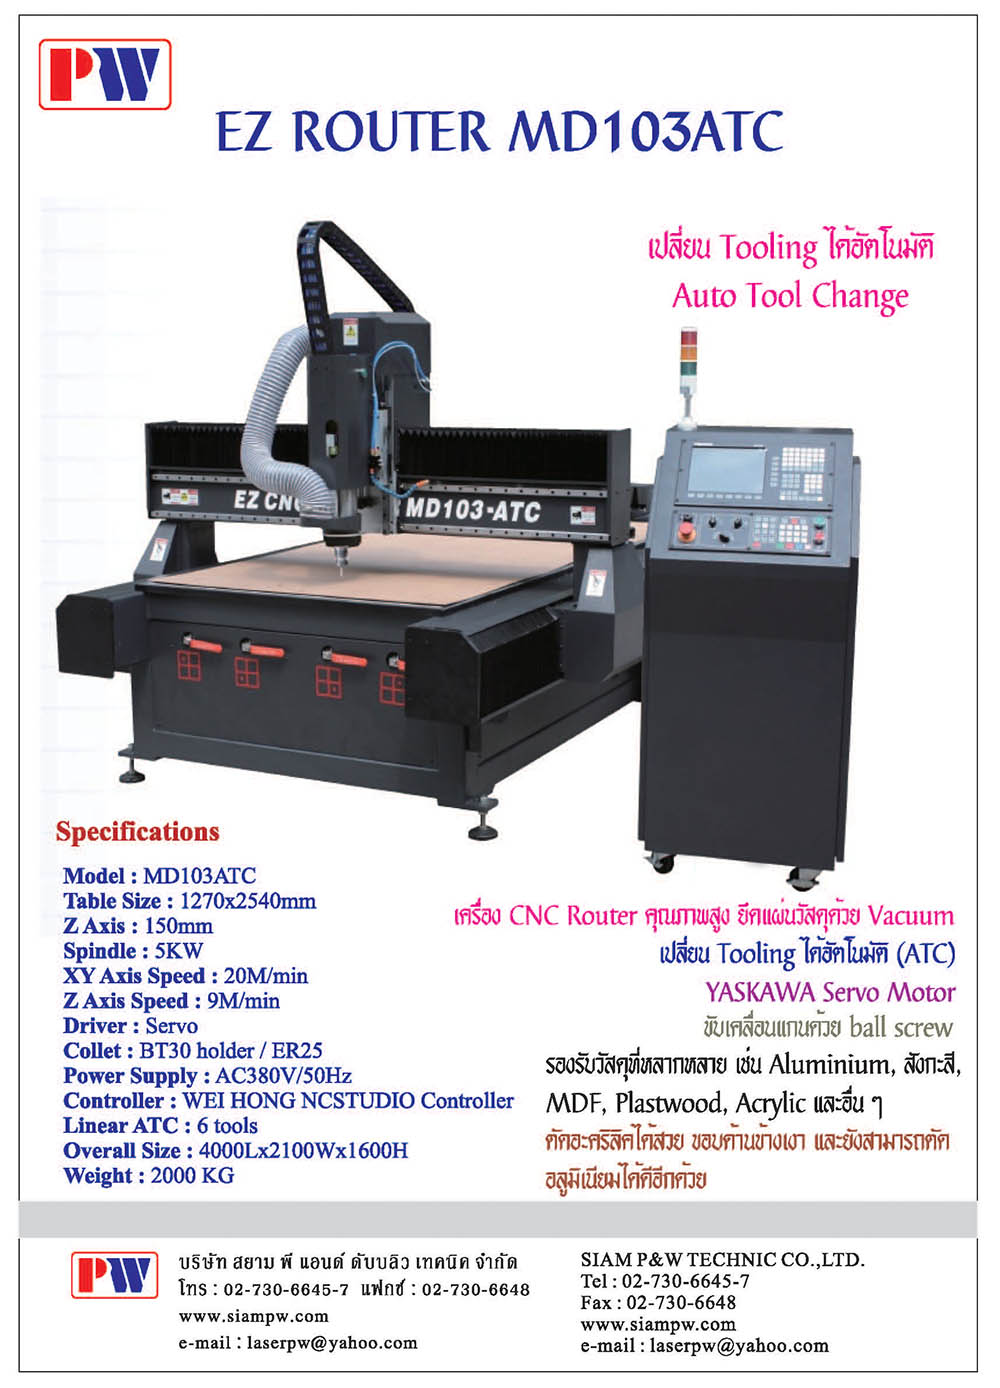 PW
EZ ROUTER MD103ATC
เปลี่ยน Tooling ได้อัตโนมัติ
Auto Tool Change
EZ CNC
MD103-ATC
Specifications
Model : MD103ATC
Table Size : 1270x2540mm
Z Axis : 150mm
Spindle : 5KW
XY Axis Speed : 20M/min
Z Axis Speed : 9M/min
Driver : Servo
Collet : BT30 holder / ER25
Power Supply : AC380V/50Hz
Controller : WEI HONG NCSTUDIO Controller
Linear ATC : 6 tools
Overall Size : 4000Lx2100Wx1600H
Weight : 2000 KG
เครื่อง CNC Router คุณภาพสูง ยึดแผ่นวัสดุด้วย Vacuum
เปลี่ยน Tooling ได้อัตโนมัติ (ATC)
YASKAWA Servo Motor
ขับเคลื่อนแกนด้วย ball screw
รองรับวัสดุที่หลากหลาย เช่น Aluminium, สังกะสี,
MDF, Plastwood, Acrylic และอื่น ๆ
ตัดอะคริลิคได้สวย ขอบด้านข้างเงา และยังสามารถตัด
อลูมิเนียมได้ดีอีกด้วย
PW
บริษัท สยาม พี แอนด์ ดับบลิว เทคนิค จำกัด
โทร : 02-730-6645-7 แฟกซ์ : 02-730-6648
www.siampw.com
e-mail : laserpw@yahoo.com
SIAM P&W TECHNIC CO.,LTD.
Tel : 02-730-6645-7
Fax : 02-730-6648
www.siampw.com
e-mail : laserpw@yahoo.com